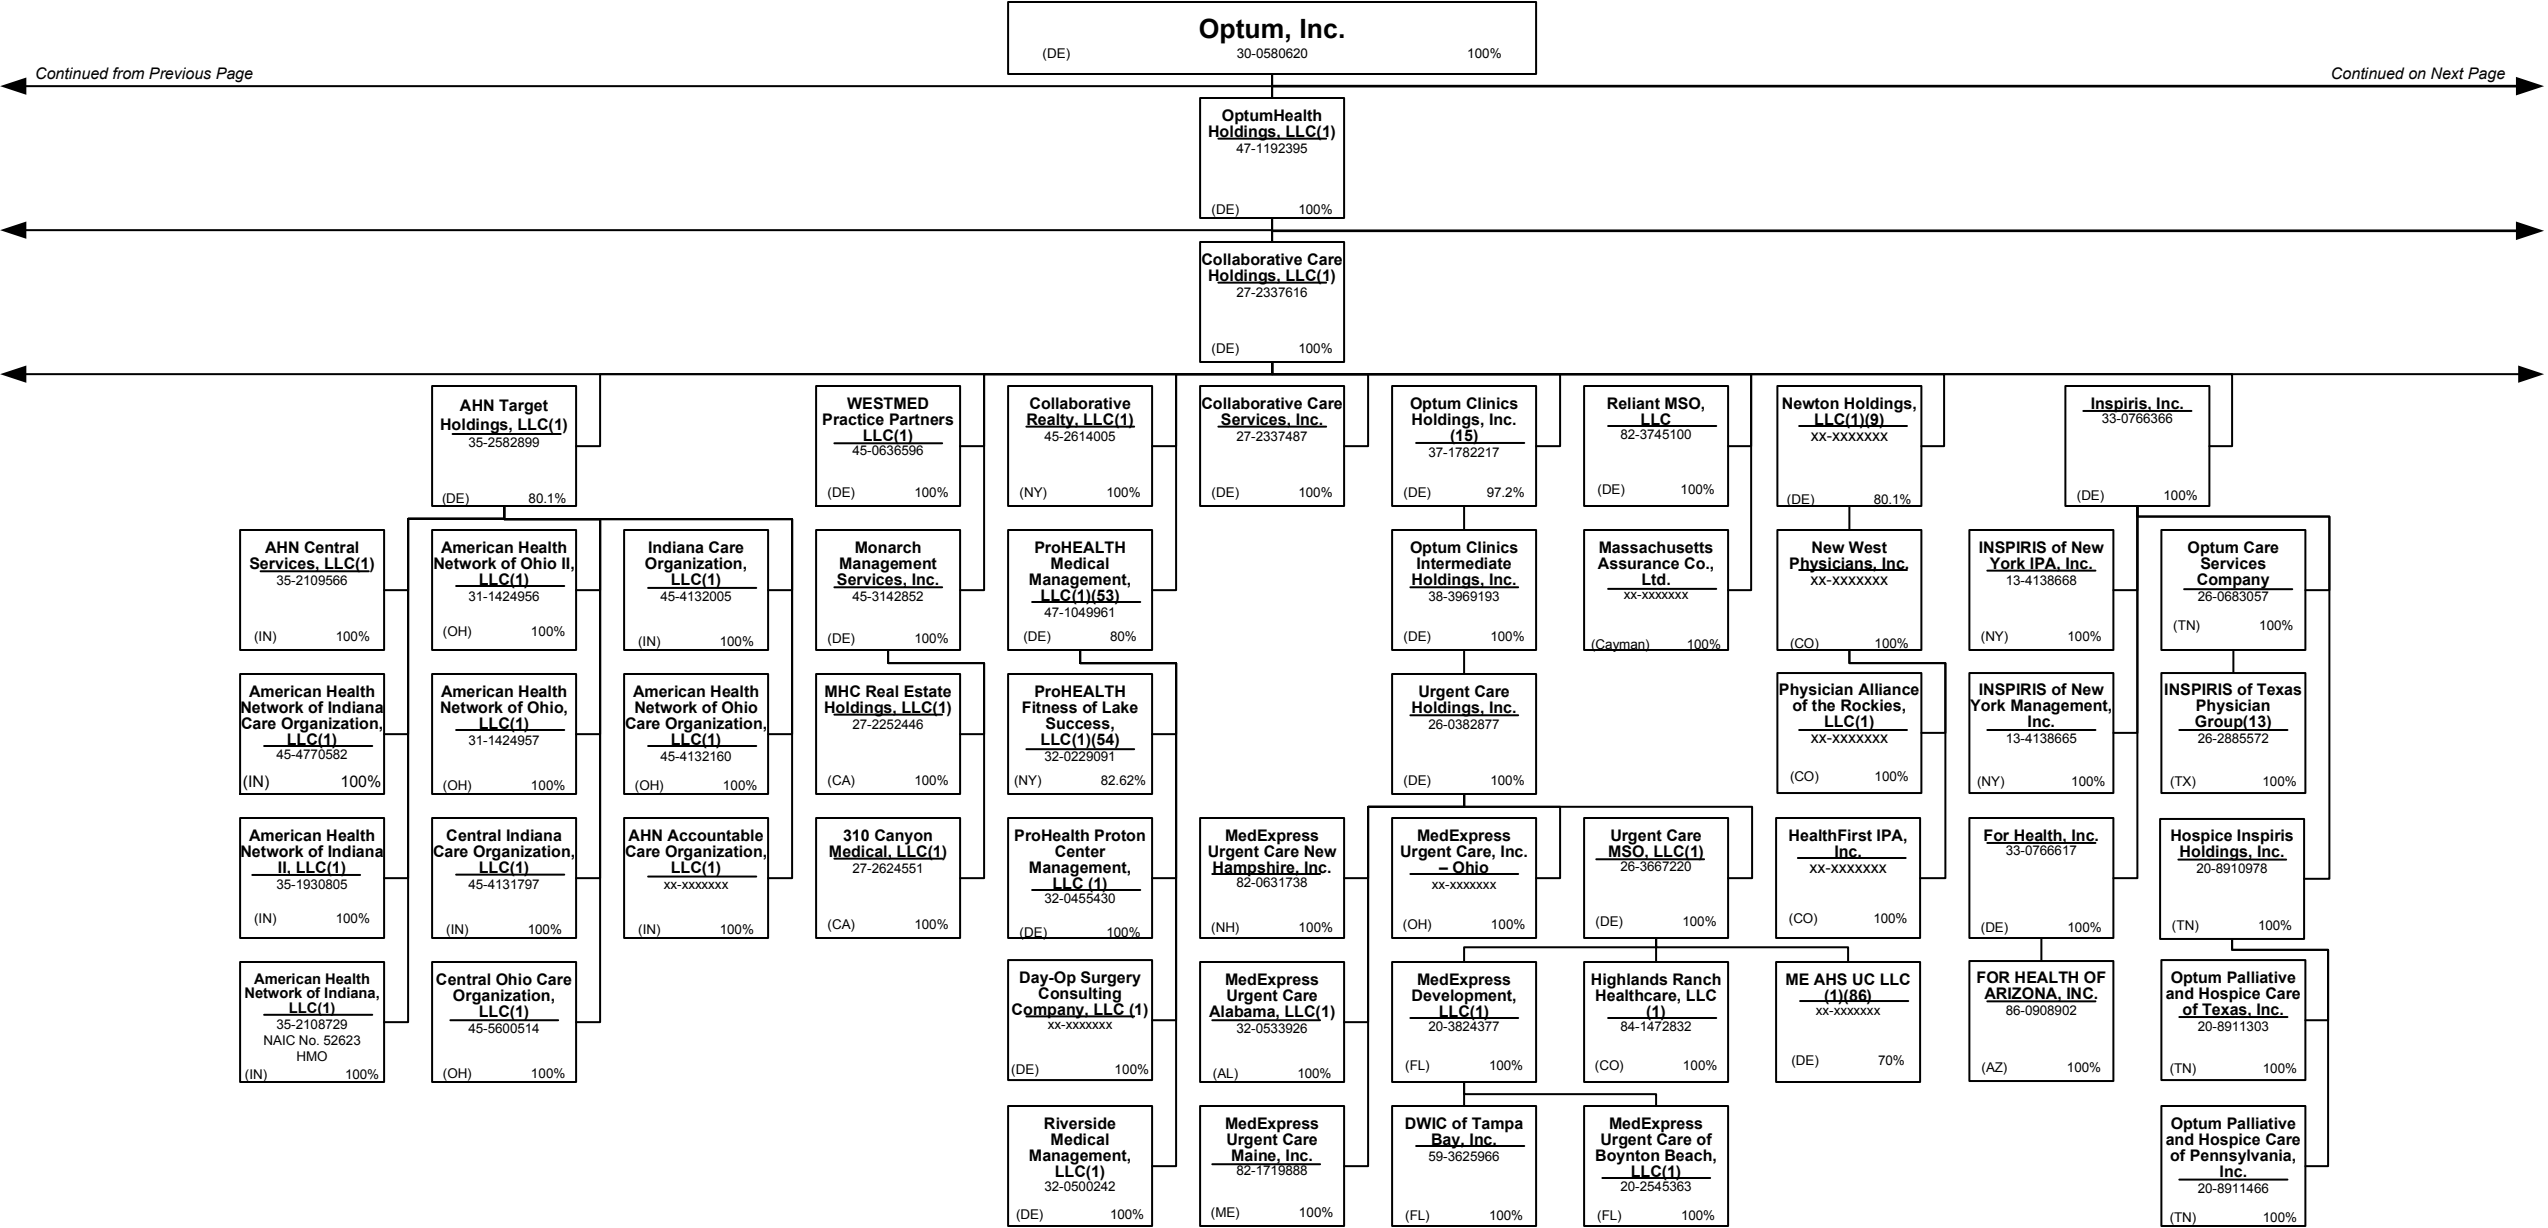 Optum, Inc.
(DE) 30-0580620 100%
Continued from Previous Page
Continued on Next Page
OptumHealth
Holdings, LLC(1)
47-1192395
(DE) 100%
Collaborative Care
Holdings, LLC(1)
27-2337616
(DE) 100%
AHN Target
Holdings, LLC(1)
35-2582899
(DE) 80.1%
WESTMED
Practice Partners
LLC(1)
45-0636596
(DE) 100%
Collaborative
Realty, LLC(1)
45-2614005
(NY) 100%
Collaborative Care
Services, Inc.
27-2337487
(DE) 100%
Optum Clinics
Holdings, Inc.
(15)
37-1782217
(DE) 97.2%
Reliant MSO,
LLC
82-3745100
(DE) 100%
Newton Holdings,
LLC(1)(9)
xx-xxxxxxx
(DE) 80.1%
Inspiris, Inc.
33-0766366
(DE) 100%
AHN Central
Services, LLC(1)
35-2109566
(IN) 100%
American Health
Network of Ohio II,
LLC(1)
31-1424956
(OH) 100%
Indiana Care
Organization,
LLC(1)
45-4132005
(IN) 100%
Monarch
Management
Services, Inc.
45-3142852
(DE) 100%
ProHEALTH
Medical
Management,
LLC(1)(53)
47-1049961
(DE) 80%
Optum Clinics
Intermediate
Holdings, Inc.
38-3969193
(DE) 100%
Massachusetts
Assurance Co.,
Ltd.
xx-xxxxxxx
(Cayman) 100%
New West
Physicians, Inc.
xx-xxxxxxx
(CO) 100%
INSPIRIS of New
York IPA, Inc.
13-4138668
(NY) 100%
Optum Care
Services
Company
26-0683057
(TN) 100%
American Health
Network of Indiana
Care Organization,
LLC(1)
45-4770582
(IN) 100%
American Health
Network of Ohio,
LLC(1)
31-1424957
(OH) 100%
American Health
Network of Ohio
Care Organization,
LLC(1)
45-4132160
(OH) 100%
MHC Real Estate
Holdings, LLC(1)
27-2252446
(CA) 100%
ProHEALTH
Fitness of Lake
Success,
LLC(1)(54)
32-0229091
(NY) 82.62%
Urgent Care
Holdings, Inc.
26-0382877
(DE) 100%
Physician Alliance
of the Rockies,
LLC(1)
xx-xxxxxxx
(CO) 100%
INSPIRIS of New
York Management,
Inc.
13-4138665
(NY) 100%
INSPIRIS of Texas
Physician
Group(13)
26-2885572
(TX) 100%
American Health
Network of Indiana
II, LLC(1)
35-1930805
(IN) 100%
Central Indiana
Care Organization,
LLC(1)
45-4131797
(IN) 100%
AHN Accountable
Care Organization,
LLC(1)
xx-xxxxxxx
(IN) 100%
310 Canyon
Medical, LLC(1)
27-2624551
(CA) 100%
ProHealth Proton
Center
Management,
LLC (1)
32-0455430
(DE) 100%
MedExpress
Urgent Care New
Hampshire, Inc.
82-0631738
(NH) 100%
MedExpress
Urgent Care, Inc.
– Ohio
xx-xxxxxxx
(OH) 100%
Urgent Care
MSO, LLC(1)
26-3667220
(DE) 100%
HealthFirst IPA,
Inc.
xx-xxxxxxx
(CO) 100%
For Health, Inc.
33-0766617
(DE) 100%
Hospice Inspiris
Holdings, Inc.
20-8910978
(TN) 100%
American Health
Network of Indiana,
LLC(1)
35-2108729
NAIC No. 52623
HMO
(IN) 100%
Central Ohio Care
Organization,
LLC(1)
45-5600514
(OH) 100%
Day-Op Surgery
Consulting
Company, LLC (1)
xx-xxxxxxx
(DE) 100%
MedExpress
Urgent Care
Alabama, LLC(1)
32-0533926
(AL) 100%
MedExpress
Development,
LLC(1)
20-3824377
(FL) 100%
Highlands Ranch
Healthcare, LLC
(1)
84-1472832
(CO) 100%
ME AHS UC LLC
(1)(86)
xx-xxxxxxx
(DE) 70%
FOR HEALTH OF
ARIZONA, INC.
86-0908902
(AZ) 100%
Optum Palliative
and Hospice Care
of Texas, Inc.
20-8911303
(TN) 100%
Riverside
Medical
Management,
LLC(1)
32-0500242
(DE) 100%
MedExpress
Urgent Care
Maine, Inc.
82-1719888
(ME) 100%
DWIC of Tampa
Bay, Inc.
59-3625966
(FL) 100%
MedExpress
Urgent Care of
Boynton Beach,
LLC(1)
20-2545363
(FL) 100%
Optum Palliative
and Hospice Care
of Pennsylvania,
Inc.
20-8911466
(TN) 100%